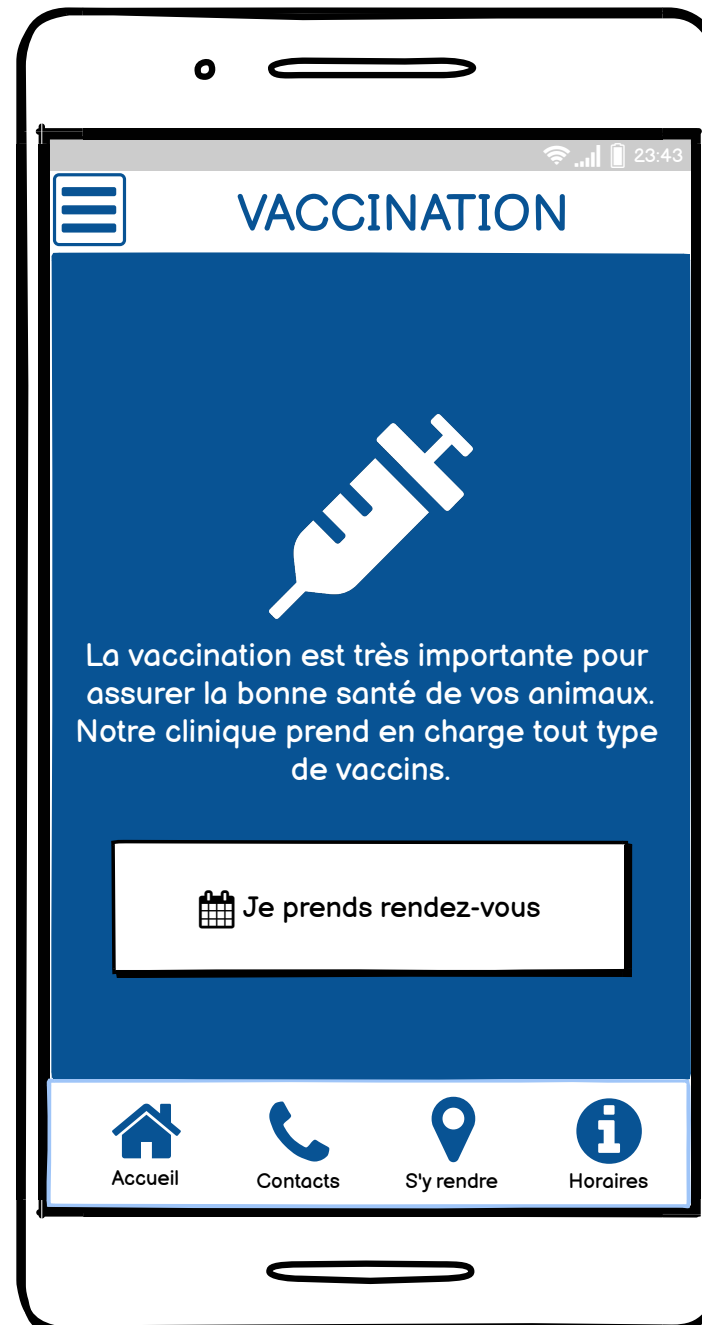 23:43
VACCINATION
La vaccination est très importante pour
assurer la bonne santé de vos animaux.
Notre clinique prend en charge tout type
de vaccins.
Je prends rendez-vous
Accueil
Contacts
S'y rendre
Horaires